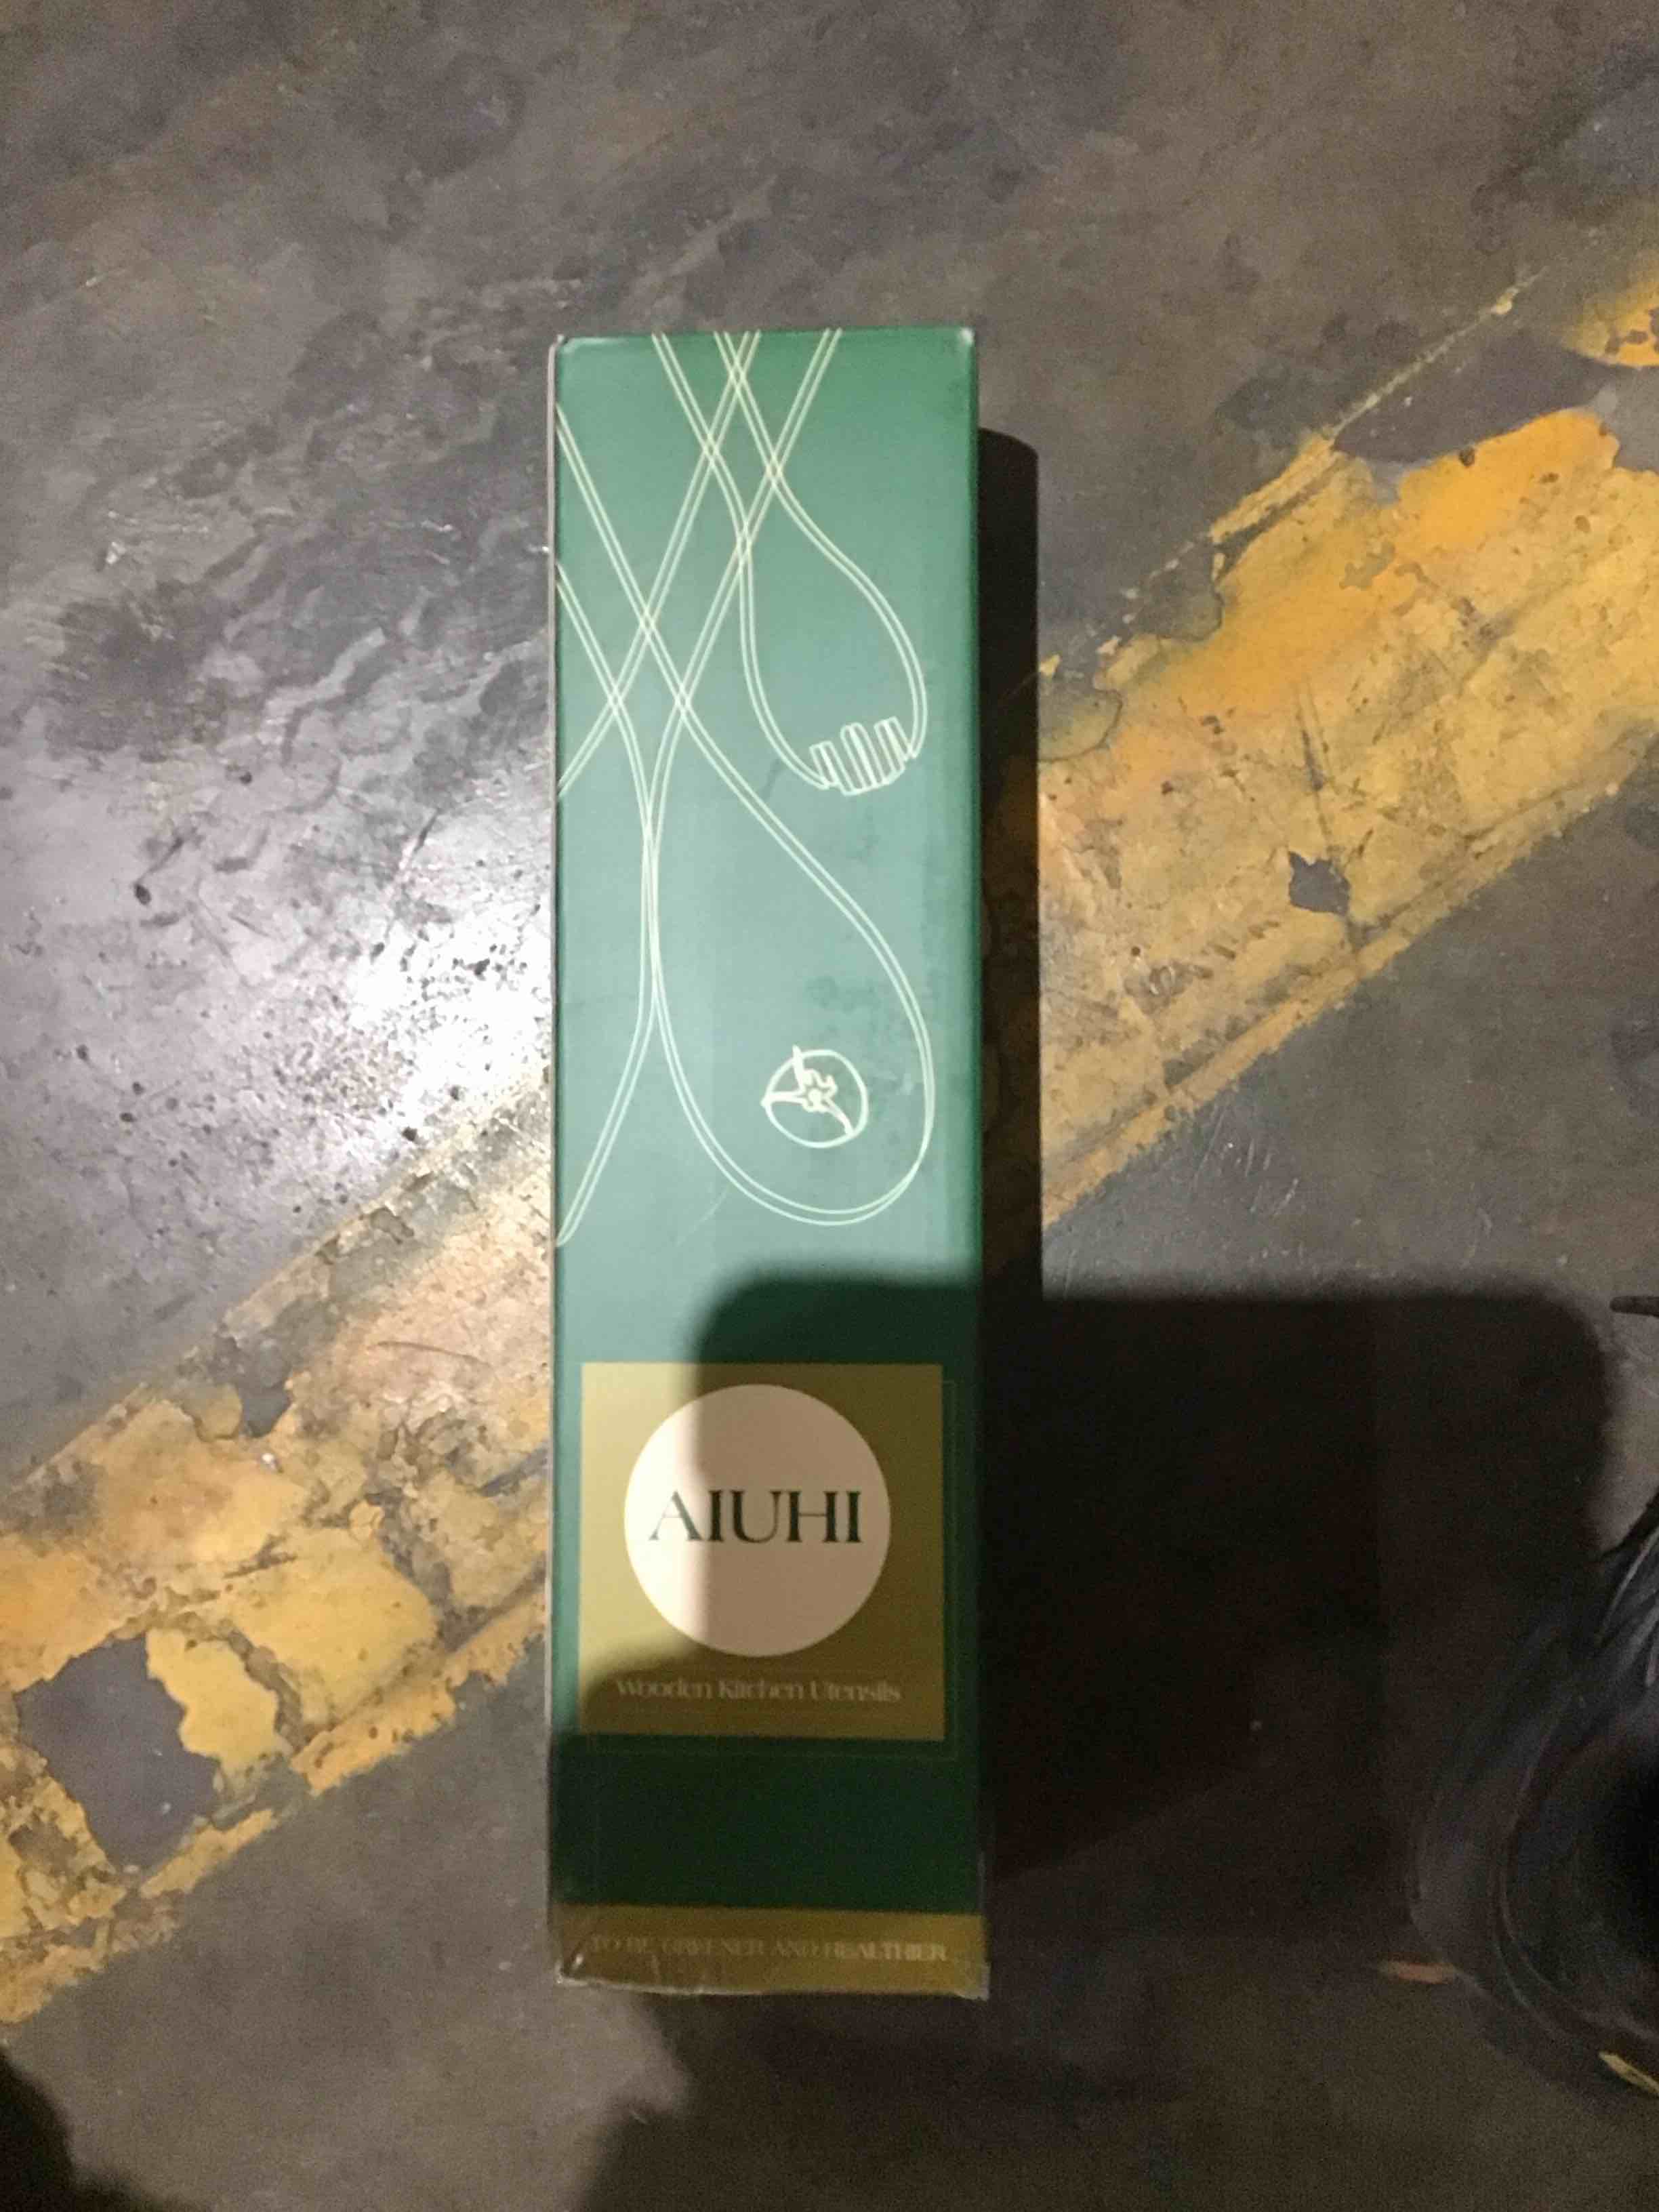 AIUHI
Wooden Kitchen Utensils
TO BE GREENER AND HEALTHIER